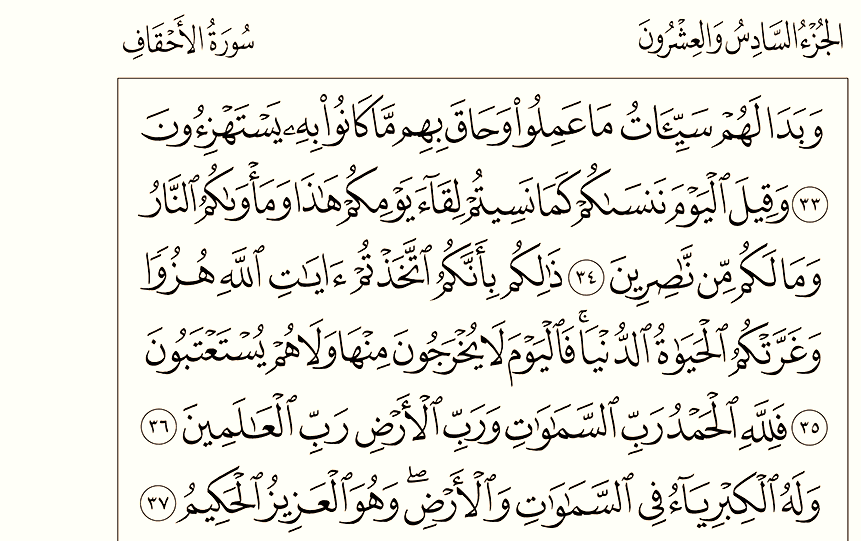 الجُزْءُ السَّادِسُ وَالعِشْرُونَ
سُورَةُ الأَحْقَافِ
وَبَدَا لَهُمْ سَيِّـَٔاتُ مَا عَمِلُوا۟ وَحَاقَ بِهِم مَّا كَانُوا۟ بِهِۦ يَسْتَهْزِءُونَ
٣٣ وَقِيلَ ٱلْيَوْمَ نَنسَىٰكُمْ كَمَا نَسِيتُمْ لِقَآءَ يَوْمِكُمْ هَٰذَا وَمَأْوَىٰكُمُ ٱلنَّارُ
وَمَا لَكُم مِّن نَّٰصِرِينَ ٣٤ ذَٰلِكُم بِأَنَّكُمُ ٱتَّخَذْتُمْ ءَايَٰتِ ٱللَّهِ هُزُوًا
وَغَرَّتْكُمُ ٱلْحَيَوٰةُ ٱلدُّنْيَا ۚ فَٱلْيَوْمَ لَا يُخْرَجُونَ مِنْهَا وَلَا هُمْ يُسْتَعْتَبُونَ
٣٥ فَلِلَّهِ ٱلْحَمْدُ رَبِّ ٱلسَّمَٰوَٰتِ وَرَبِّ ٱلْأَرْضِ رَبِّ ٱلْعَٰلَمِينَ ٣٦
وَلَهُ ٱلْكِبْرِيَآءُ فِى ٱلسَّمَٰوَٰتِ وَٱلْأَرْضِ ۖ وَهُوَ ٱلْعَزِيزُ ٱلْحَكِيمُ ٣٧